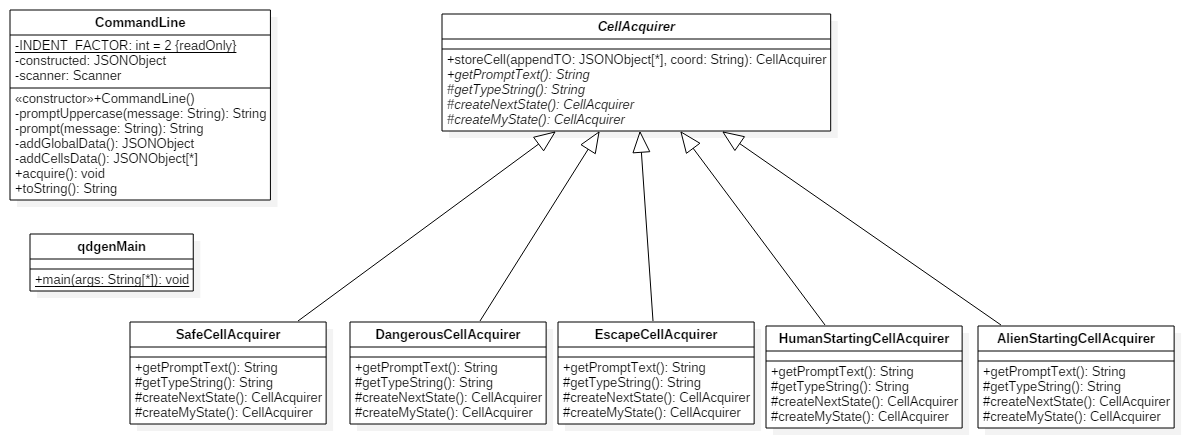 CommandLine
-INDENT_FACTOR: int = 2 {readOnly}
-constructed: JSONObject
-scanner: Scanner
«constructor»+CommandLine()
-promptUppercase(message: String): String
-prompt(message: String): String
-addGlobalData(): JSONObject
-addCellsData(): JSONObject[*]
+acquire(): void
+toString(): String
CellAcquirer
+storeCell(appendTO: JSONObject[*], coord: String): CellAcquirer
+getPromptText(): String
#getTypeString(): String
#createNextState(): CellAcquirer
#createMyState(): CellAcquirer
qdgenMain
+main(args: String[*]): void
SafeCellAcquirer
+getPromptText(): String
#getTypeString(): String
#createNextState(): CellAcquirer
#createMyState(): CellAcquirer
DangerousCellAcquirer
+getPromptText(): String
#getTypeString(): String
#createNextState(): CellAcquirer
#createMyState(): CellAcquirer
EscapeCellAcquirer
+getPromptText(): String
#getTypeString(): String
#createNextState(): CellAcquirer
#createMyState(): CellAcquirer
HumanStartingCellAcquirer
+getPromptText(): String
#getTypeString(): String
#createNextState(): CellAcquirer
#createMyState(): CellAcquirer
AlienStartingCellAcquirer
+getPromptText(): String
#getTypeString(): String
#createNextState(): CellAcquirer
#createMyState(): CellAcquirer